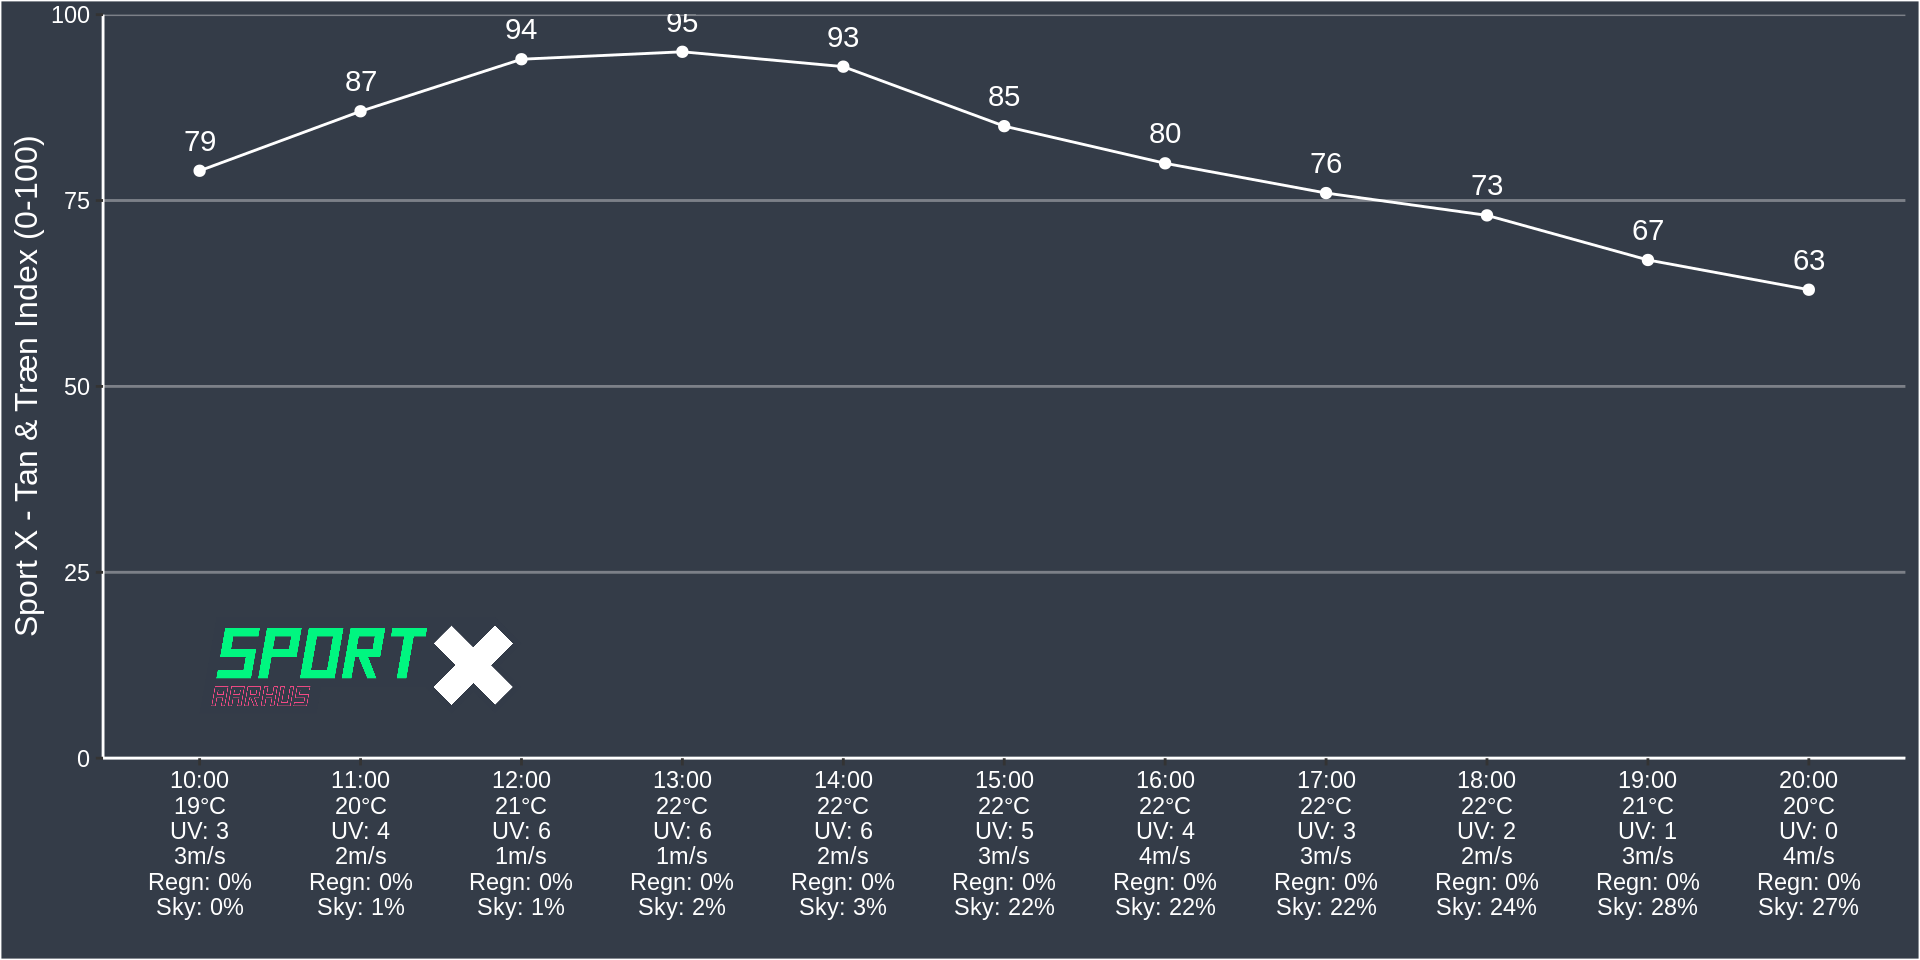 Sport X - Tan & Træn Index (0-100)
100
75
50
25
0
79
87
94
95
93
85
80
76
73
67
63
SPORT X
AARHUS
10:00 11:00 12:00 13:00 14:00 15:00 16:00 17:00 18:00 19:00 20:00
19°C 20°C 21°C 22°C 22°C 22°C 22°C 22°C 22°C 21°C 20°C
UV: 3 UV: 4 UV: 6 UV: 6 UV: 6 UV: 5 UV: 4 UV: 3 UV: 2 UV: 1 UV: 0
3m/s 2m/s 1m/s 1m/s 2m/s 3m/s 4m/s 3m/s 2m/s 3m/s 4m/s
Regn: 0% Regn: 0% Regn: 0% Regn: 0% Regn: 0% Regn: 0% Regn: 0% Regn: 0% Regn: 0% Regn: 0% Regn: 0%
Sky: 0% Sky: 1% Sky: 1% Sky: 2% Sky: 3% Sky: 22% Sky: 22% Sky: 22% Sky: 24% Sky: 28% Sky: 27%